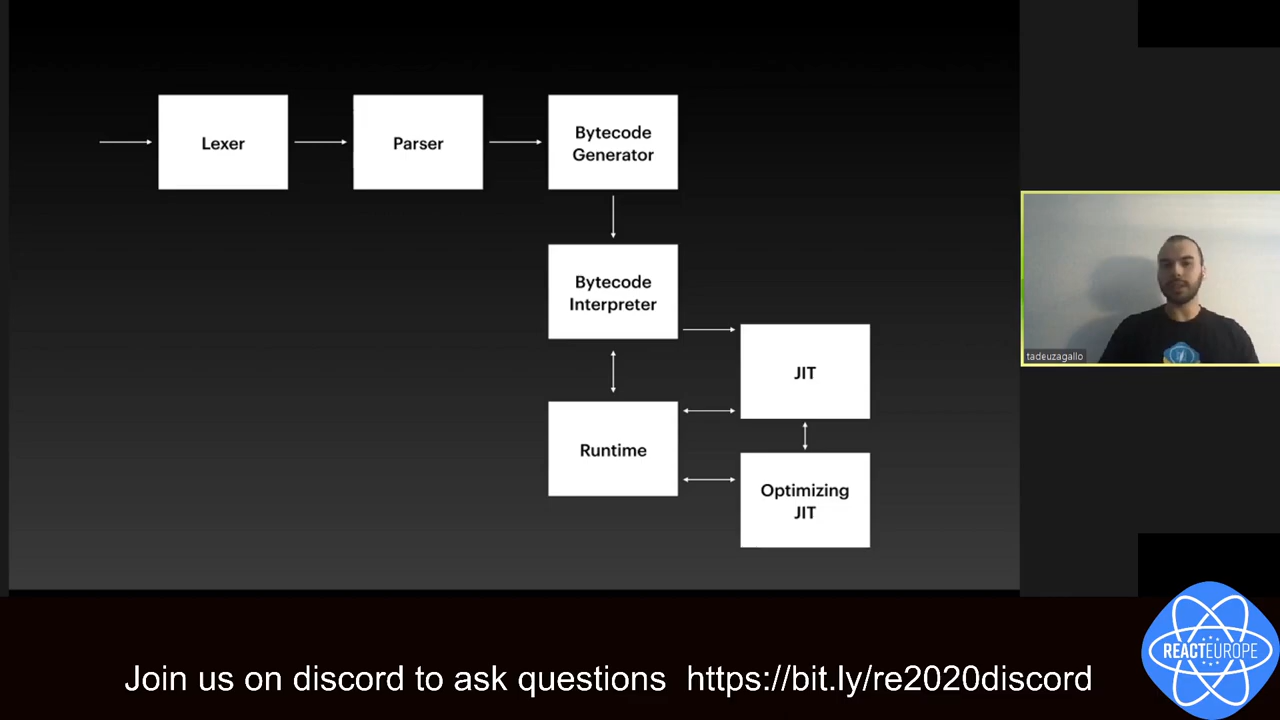 Lexer
Parser
Bytecode
Generator
Bytecode
Interpreter
JIT
Runtime
Optimizing
JIT
tadeuzagallo
REACTEUROPE
Join us on discord to ask questions https://bit.ly/re2020discord